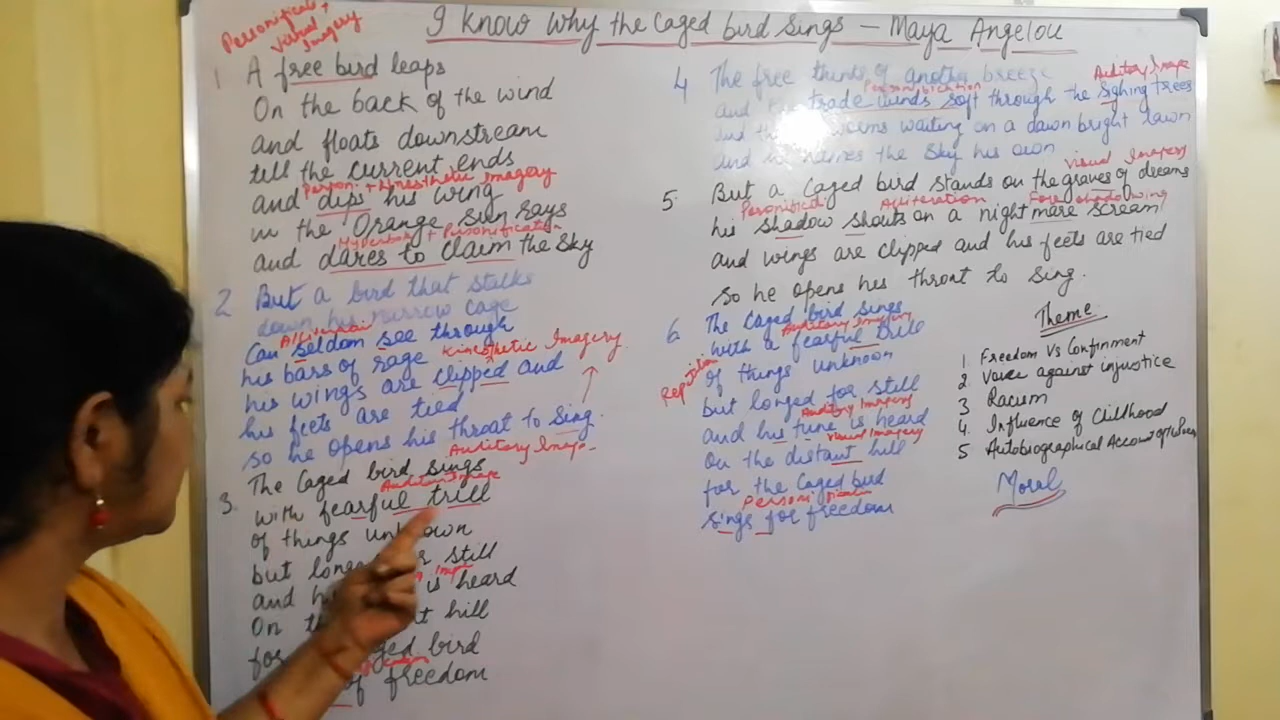 I know why the Caged bird Sings - Maya Angelou
Personificati +
Visual
Imagery
1 A free bird leaps
On the back of the wind
and floats downstream
tell the current ends
Person. + Kinesthetic Imagery
and dips his wing
in the Orange sun rays
Hyperbole + Personification
and dares to claim the sky
2 But a bird that stalks
down his narrow cage
Alliteration
Can seldom see through
his bars of rage
Kinesthetic Imagery
his wings are clipped and
his feets are tied
so he opens his throat to sing.
Auditory Image
3. The Caged bird sings
Auditory Image
with fearful trill
of things unknown
but still
and is heard
On hill
for bird
of freedom
4 The free thinks of another breeze
Auditory Image
Personification
and trade winds soft through the sighing trees
and worms waiting on a dawn bright lawn
and he names the Sky his own
Visual Imagery
5. But a Caged bird stands on the graves of dreams
Personificati Alliteration Fore shadowing
his shadow shouts on a night mare scream
and wings are clipped and his feets are tied
so he opens his throat to sing.
6 The Caged bird sings
Auditory Imagery
with a fearful trill
Repitation
of things unknown
but longed for still
Auditory Imagery
and his tune is heard
Visual Imagery
On the distant hill
for the caged bird
Personification
sings for freedom
Theme
1. Freedom Vs Confinment
2 Voice against injustice
3 Racism
4. Influence of Childhood
5 Autobiographical Account of
Moral